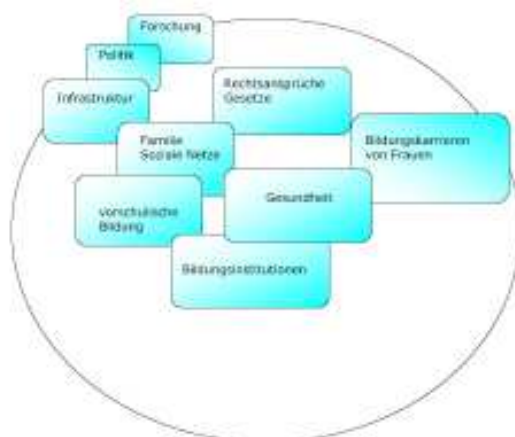 Forschung
Politik
Infrastruktur
Rechtsansprüche
Gesetze
Familie
Soziale Netze
Bildungskarrieren
von Frauen
Gesundheit
vorschulische
Bildung
Bildungsinstitutionen